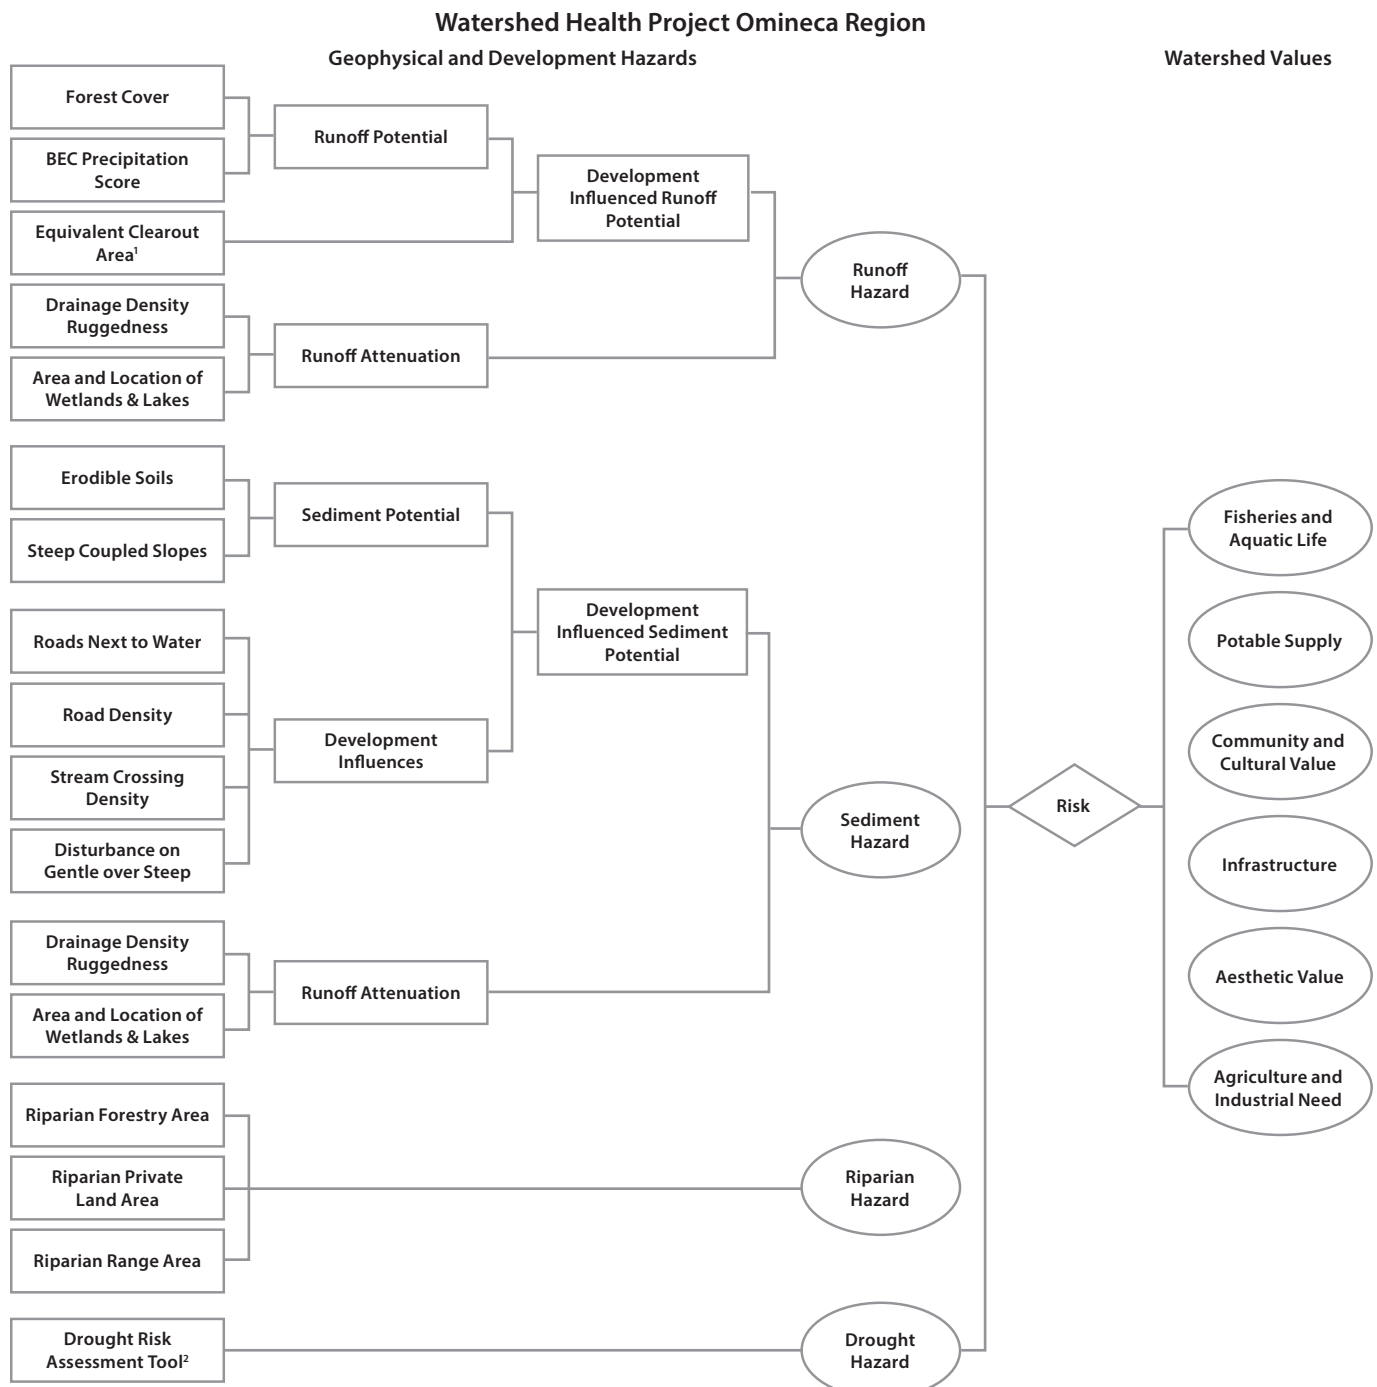 Watershed Health Project Omineca Region
Geophysical and Development Hazards
Watershed Values
Forest Cover
BEC Precipitation
Score
Equivalent Clearout
Area¹
Drainage Density
Ruggedness
Area and Location of
Wetlands & Lakes
Runoff Potential
Runoff Attenuation
Development
Influenced Runoff
Potential
Runoff
Hazard
Erodible Soils
Steep Coupled Slopes
Roads Next to Water
Road Density
Stream Crossing
Density
Disturbance on
Gentle over Steep
Drainage Density
Ruggedness
Area and Location of
Wetlands & Lakes
Sediment Potential
Development
Influences
Runoff Attenuation
Development
Influenced Sediment
Potential
Sediment
Hazard
Riparian Forestry Area
Riparian Private
Land Area
Riparian Range Area
Riparian
Hazard
Drought Risk
Assessment Tool²
Drought
Hazard
Risk
Fisheries and
Aquatic Life
Potable Supply
Community and
Cultural Value
Infrastructure
Aesthetic Value
Agriculture and
Industrial Need